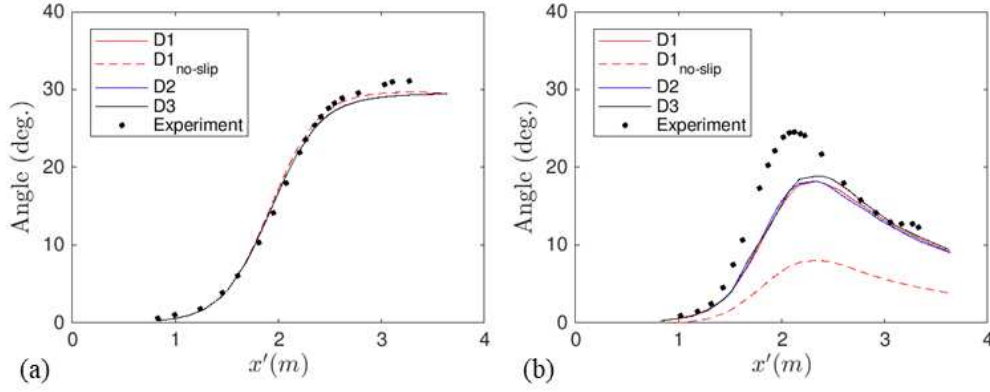 40
30
20
10
0
Angle (deg.)
D1
D1no-slip
D2
D3
Experiment
0 1 2 3 4
x′(m)
(a)
40
30
20
10
0
Angle (deg.)
D1
D1no-slip
D2
D3
Experiment
0 1 2 3 4
x′(m)
(b)